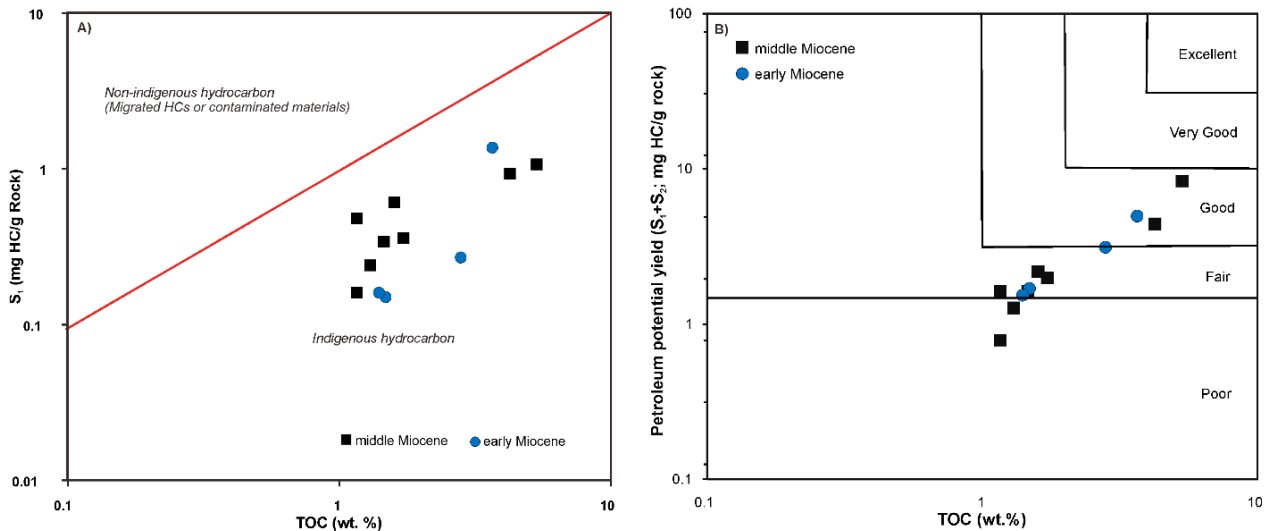 A)
10
1
0.1
0.01
S₁ (mg HC/g Rock)
Non-indigenous hydrocarbon
(Migrated HCs or contaminated materials)
Indigenous hydrocarbon
middle Miocene
early Miocene
0.1
1
10
TOC (wt. %)
B)
100
10
1
0.1
Petroleum potential yield (S₁+S₂; mg HC/g rock)
middle Miocene
early Miocene
Excellent
Very Good
Good
Fair
Poor
0.1
1
10
TOC (wt.%)